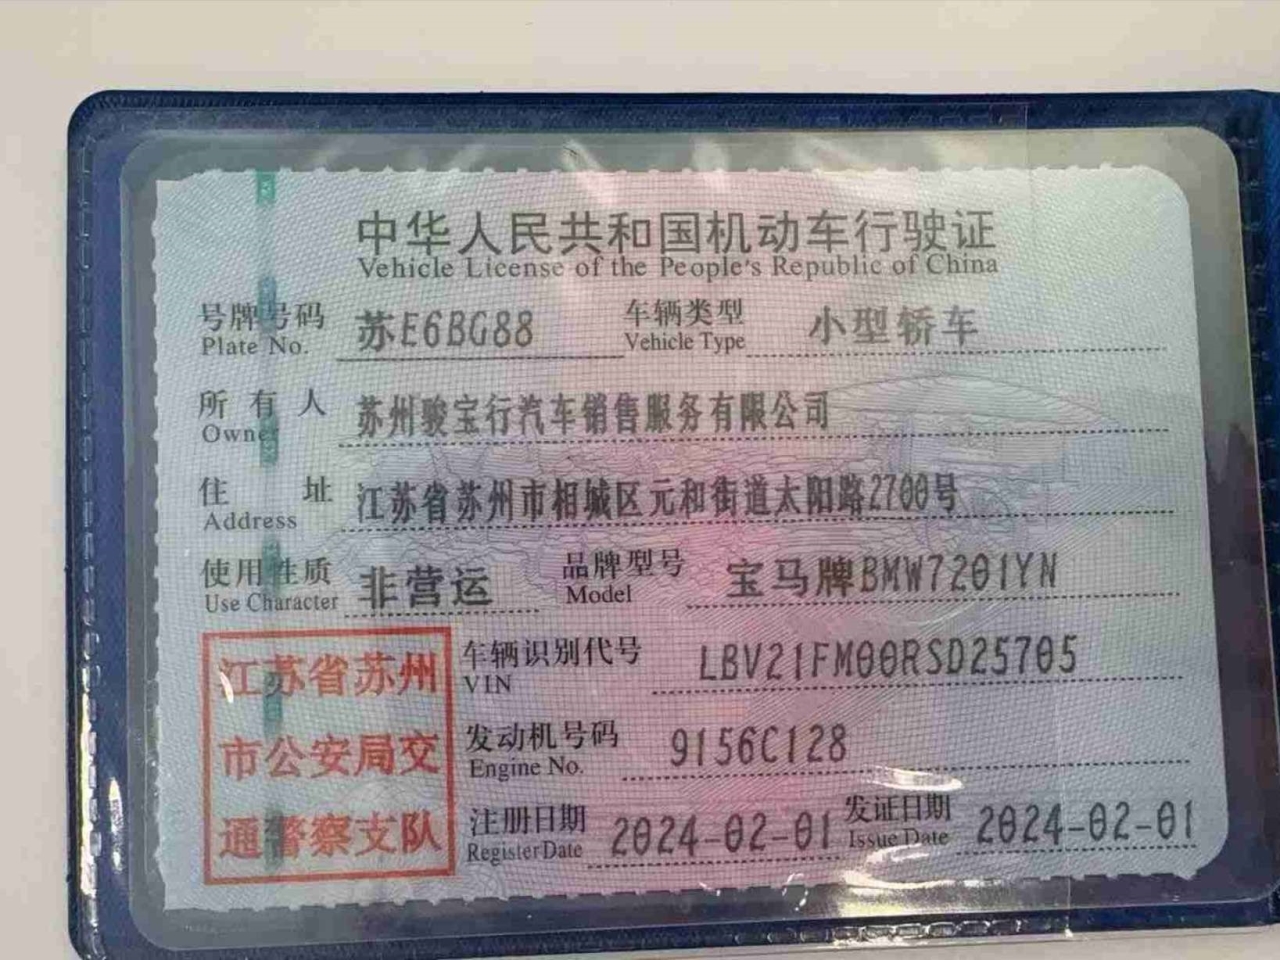 中华人民共和国机动车行驶证
Vehicle License of the People's Republic of China
号牌号码 苏E6BG88 车辆类型 小型轿车
Plate No. Vehicle Type
所有人 苏州骏宝行汽车销售服务有限公司
Owner
住址 江苏省苏州市相城区元和街道太阳路2700号
Address
使用性质 非营运 品牌型号 宝马牌BMW7201YN
Use Character Model
江苏省苏州
市公安局交
通警察支队
车辆识别代号 LBV21FM00RSD25705
VIN
发动机号码 9156C128
Engine No.
注册日期 2024-02-01 发证日期 2024-02-01
Register Date Issue Date